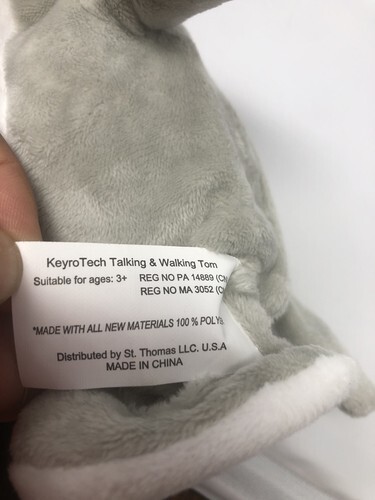 KeyroTech Talking & Walking Tom
Suitable for ages: 3+ REG NO PA 14889 (CN
REG NO MA 3052 (C
*MADE WITH ALL NEW MATERIALS 100 % POLY
Distributed by St. Thomas LLC. U.S.A
MADE IN CHINA